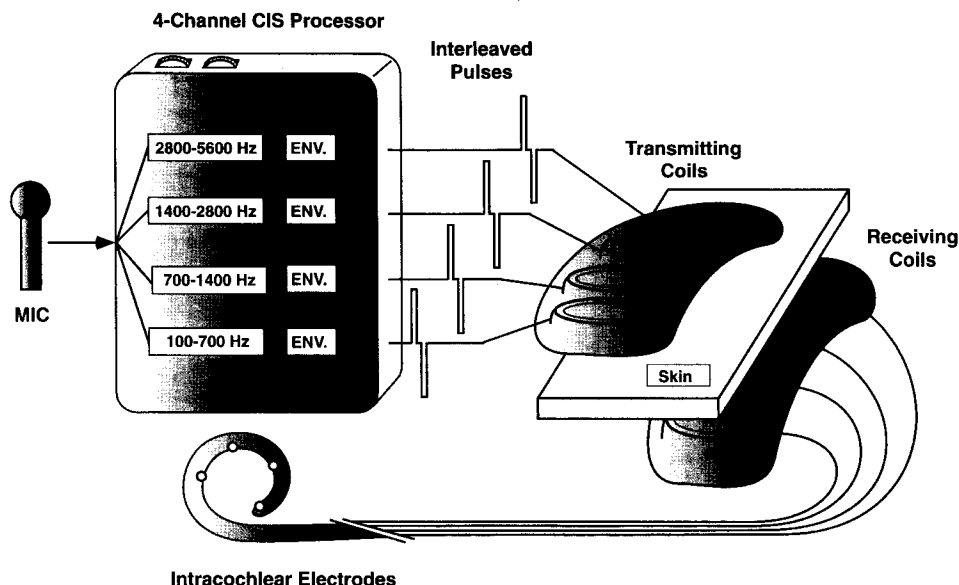 4-Channel CIS Processor
Interleaved
Pulses
2800-5600 Hz
ENV.
Transmitting
Coils
1400-2800 Hz
ENV.
Receiving
Coils
700-1400 Hz
ENV.
MIC
100-700 Hz
ENV.
Skin
Intracochlear Electrodes